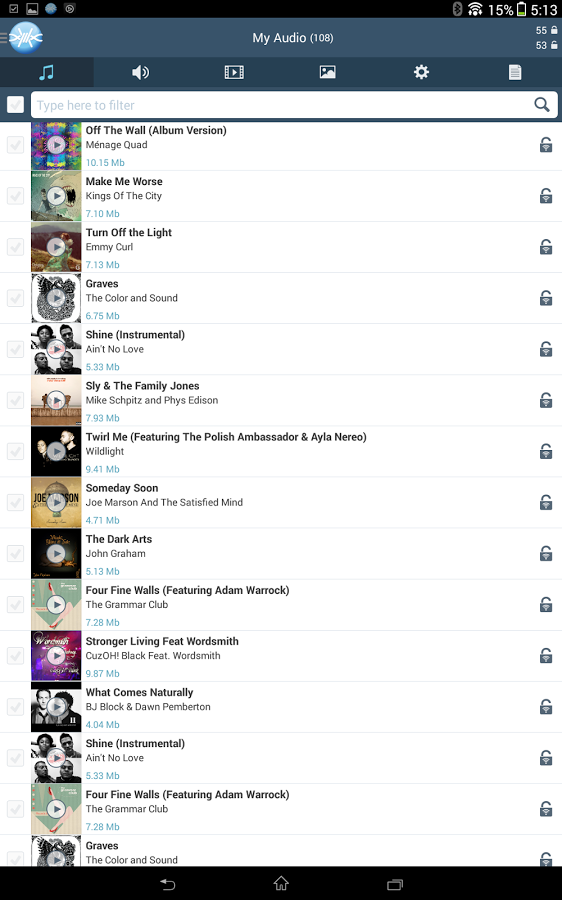 15% 5:13
My Audio (108)
55
53
Type here to filter
Off The Wall (Album Version)
Ménage Quad
10.15 Mb
Make Me Worse
Kings Of The City
7.10 Mb
Turn Off the Light
Emmy Curl
7.13 Mb
Graves
The Color and Sound
6.75 Mb
Shine (Instrumental)
Ain't No Love
5.33 Mb
Sly & The Family Jones
Mike Schpitz and Phys Edison
7.93 Mb
Twirl Me (Featuring The Polish Ambassador & Ayla Nereo)
Wildlight
9.41 Mb
Someday Soon
Joe Marson And The Satisfied Mind
4.71 Mb
The Dark Arts
John Graham
5.13 Mb
Four Fine Walls (Featuring Adam Warrock)
The Grammar Club
7.28 Mb
Stronger Living Feat Wordsmith
CuzOH! Black Feat. Wordsmith
9.87 Mb
What Comes Naturally
BJ Block & Dawn Pemberton
4.04 Mb
Shine (Instrumental)
Ain't No Love
5.33 Mb
Four Fine Walls (Featuring Adam Warrock)
The Grammar Club
7.28 Mb
Graves
The Color and Sound